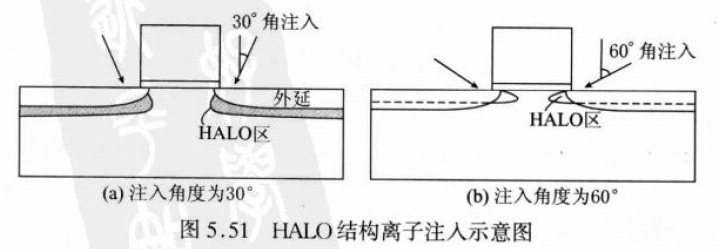 30°角注入
外延
HALO区
(a) 注入角度为30°
60°角注入
HALO区
(b) 注入角度为60°
图 5.51 HALO 结构离子注入示意图